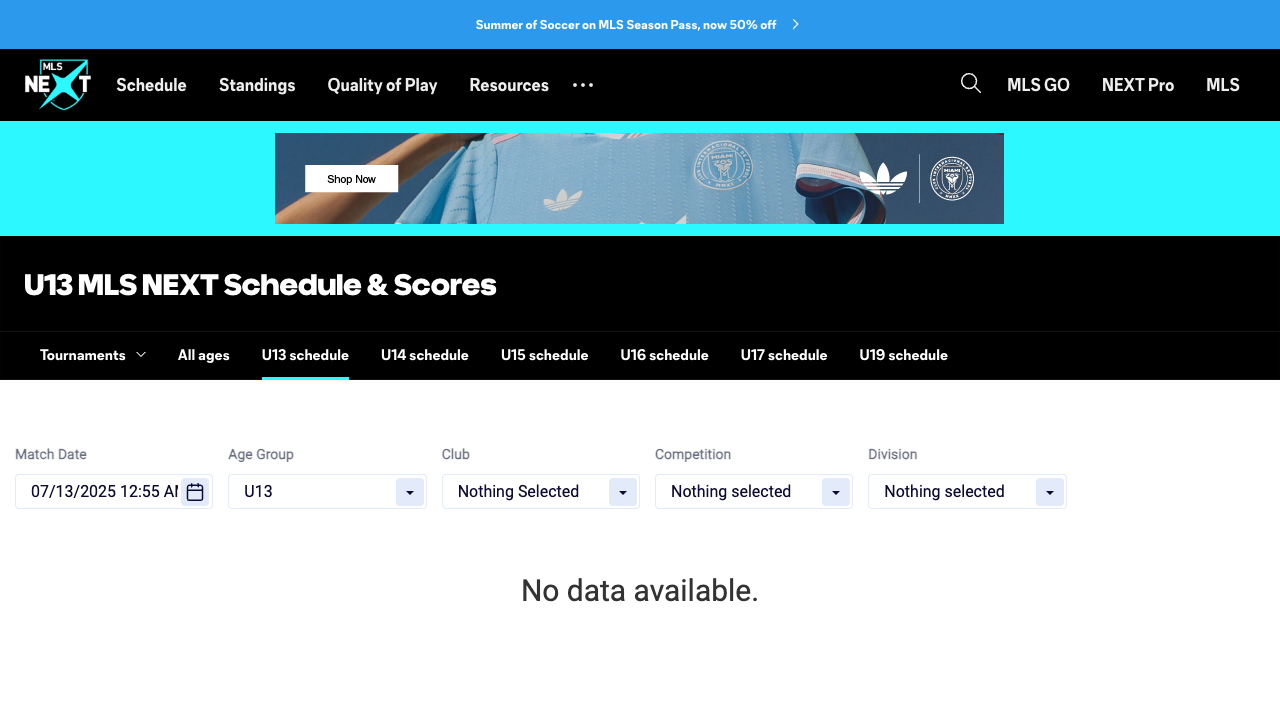 Summer of Soccer on MLS Season Pass, now 50% off
MLS
NEXT
Schedule
Standings
Quality of Play
Resources
MLS GO
NEXT Pro
MLS
Shop Now
MIAMI
MIAMI
U13 MLS NEXT Schedule & Scores
Tournaments
All ages
U13 schedule
U14 schedule
U15 schedule
U16 schedule
U17 schedule
U19 schedule
Match Date
Age Group
Club
Competition
Division
07/13/2025 12:55 A
U13
Nothing Selected
Nothing selected
Nothing selected
No data available.